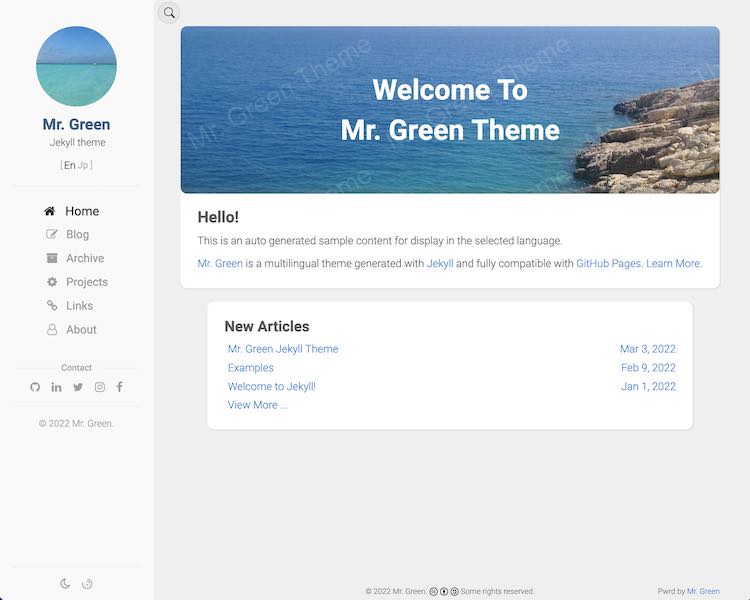 Mr. Green
Jekyll theme
[ En Jp ]
Home
Blog
Archive
Projects
Links
About
Contact
© 2022 Mr. Green.
Mr. Green Theme
Welcome To
Mr. Green Theme
Hello!
This is an auto generated sample content for display in the selected language.
Mr. Green is a multilingual theme generated with Jekyll and fully compatible with GitHub Pages. Learn More.
New Articles
Mr. Green Jekyll Theme Mar 3, 2022
Examples Feb 9, 2022
Welcome to Jekyll! Jan 1, 2022
View More ...
© 2022 Mr. Green. Some rights reserved.
Pwrd by Mr. Green